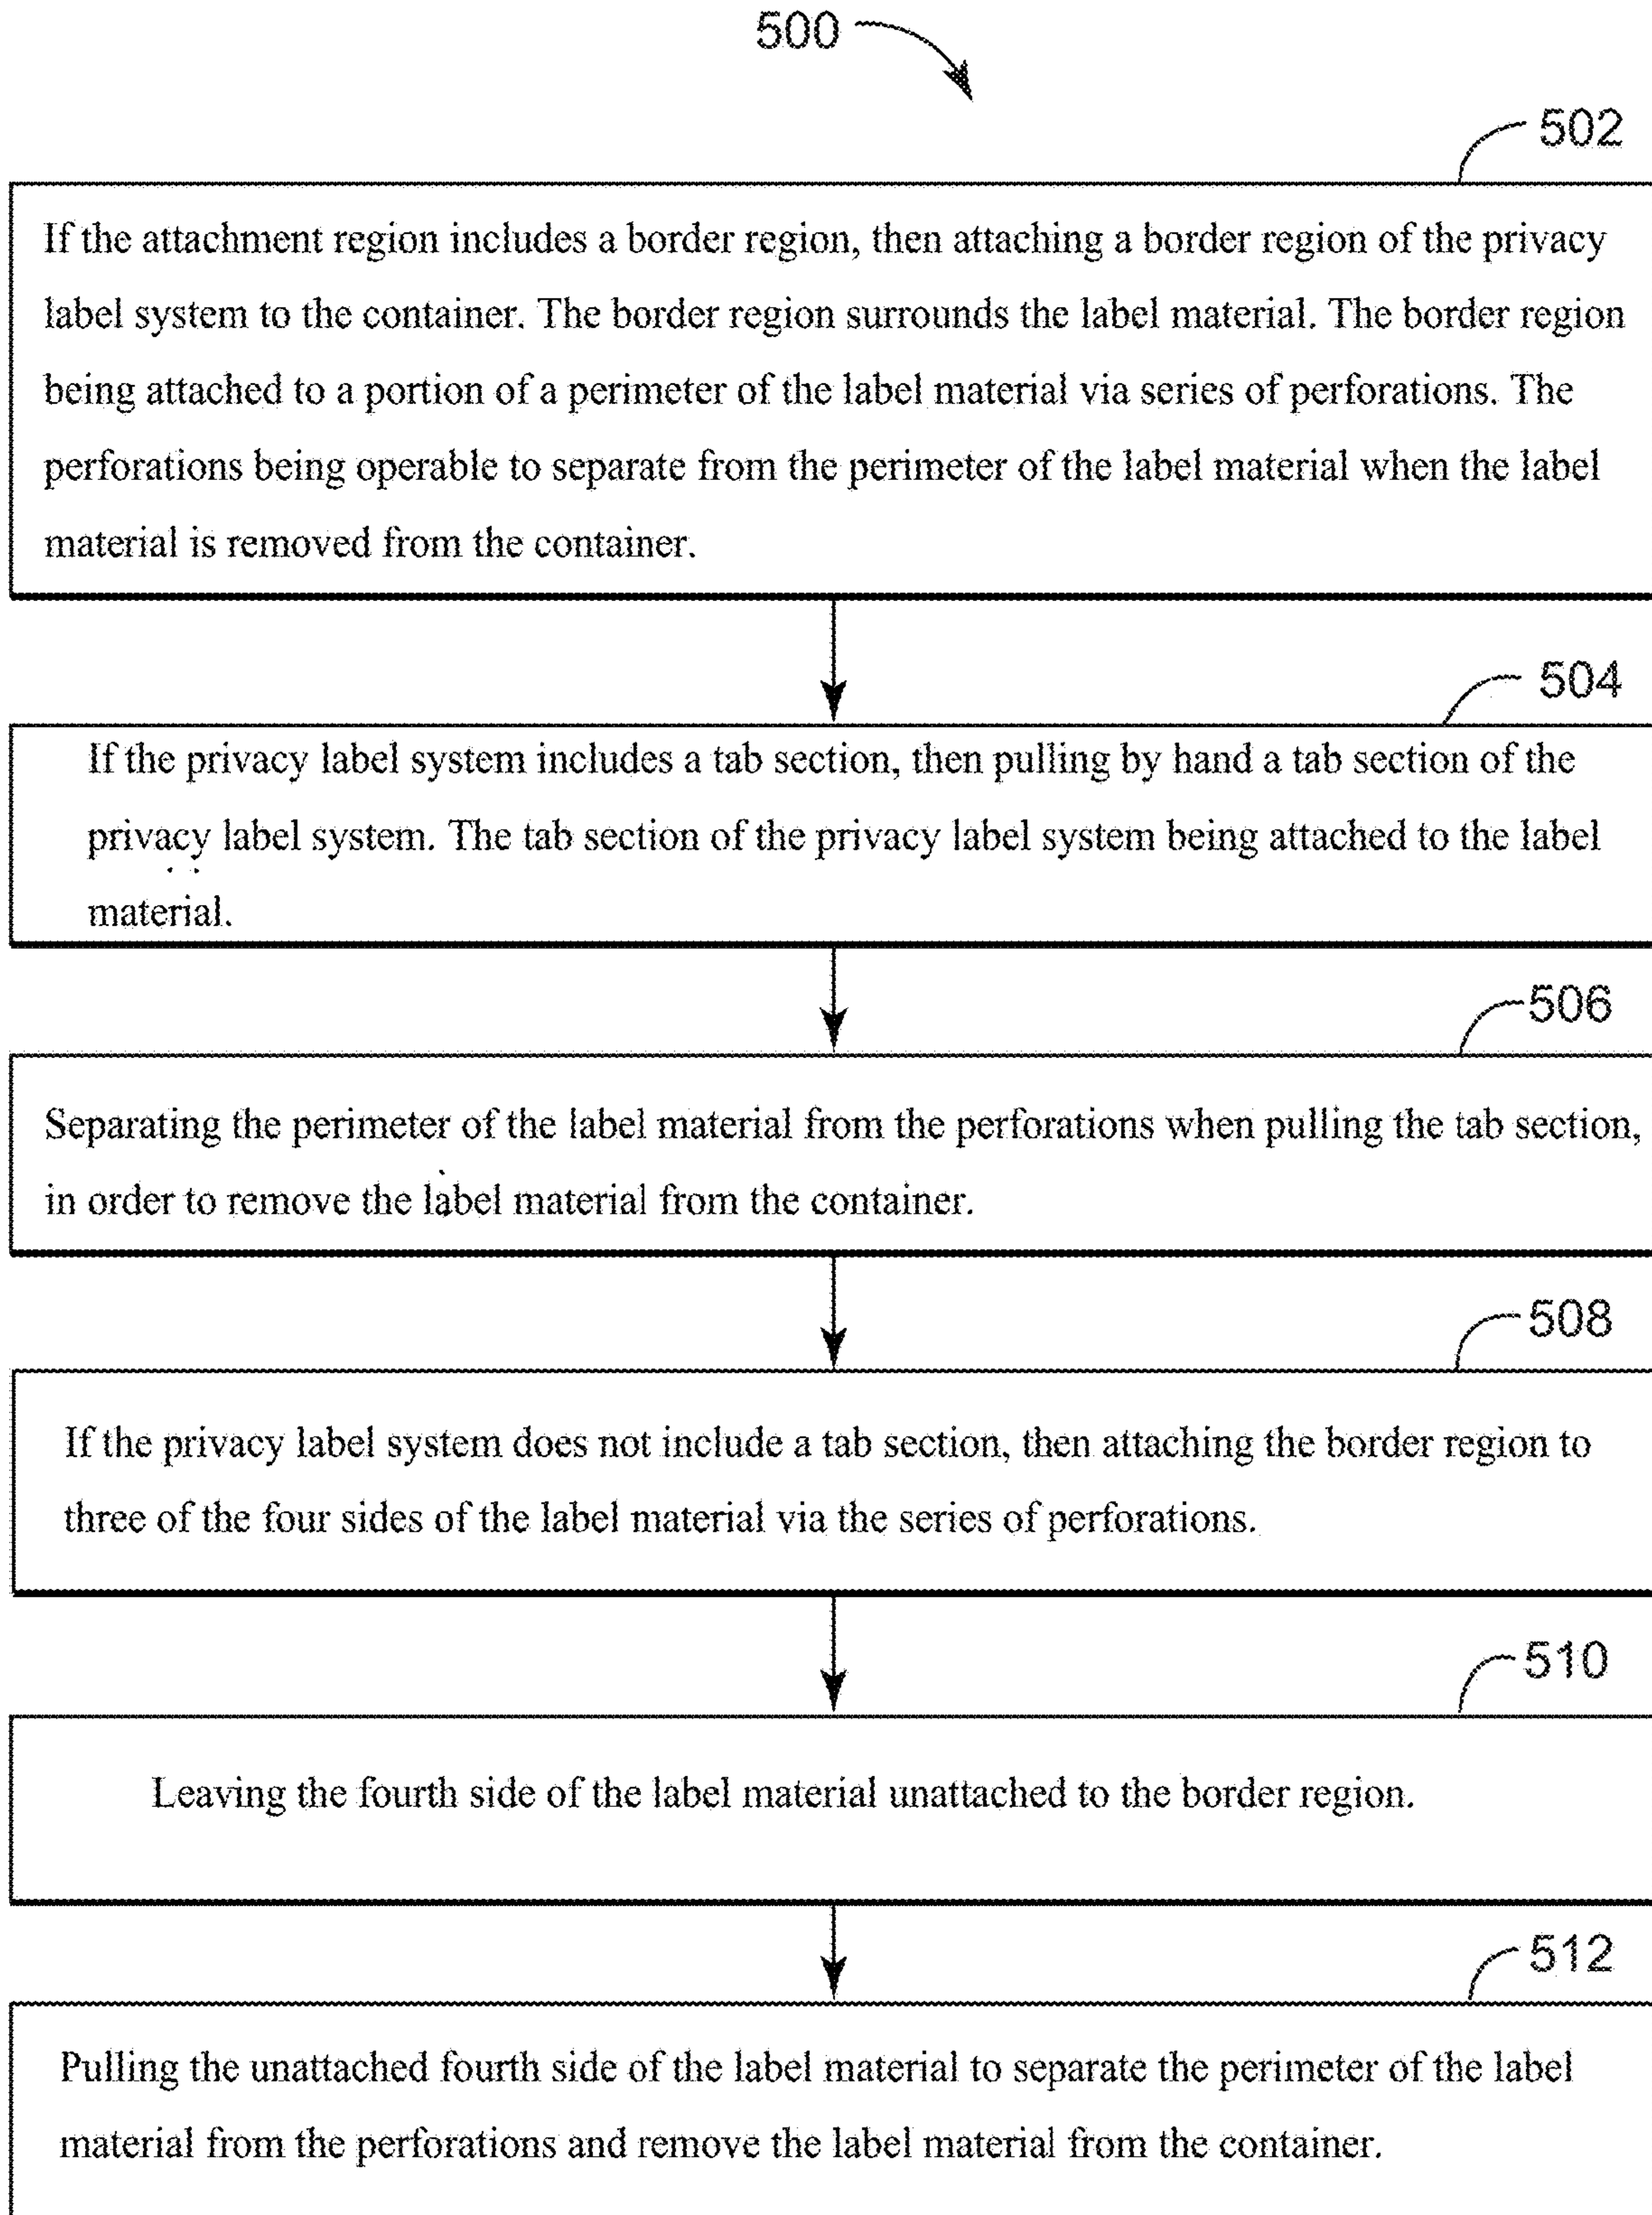 500
502
If the attachment region includes a border region, then attaching a border region of the privacy
label system to the container. The border region surrounds the label material. The border region
being attached to a portion of a perimeter of the label material via series of perforations. The
perforations being operable to separate from the perimeter of the label material when the label
material is removed from the container.
504
If the privacy label system includes a tab section, then pulling by hand a tab section of the
privacy label system. The tab section of the privacy label system being attached to the label
material.
506
Separating the perimeter of the label material from the perforations when pulling the tab section,
in order to remove the label material from the container.
508
If the privacy label system does not include a tab section, then attaching the border region to
three of the four sides of the label material via the series of perforations.
510
Leaving the fourth side of the label material unattached to the border region.
512
Pulling the unattached fourth side of the label material to separate the perimeter of the label
material from the perforations and remove the label material from the container.